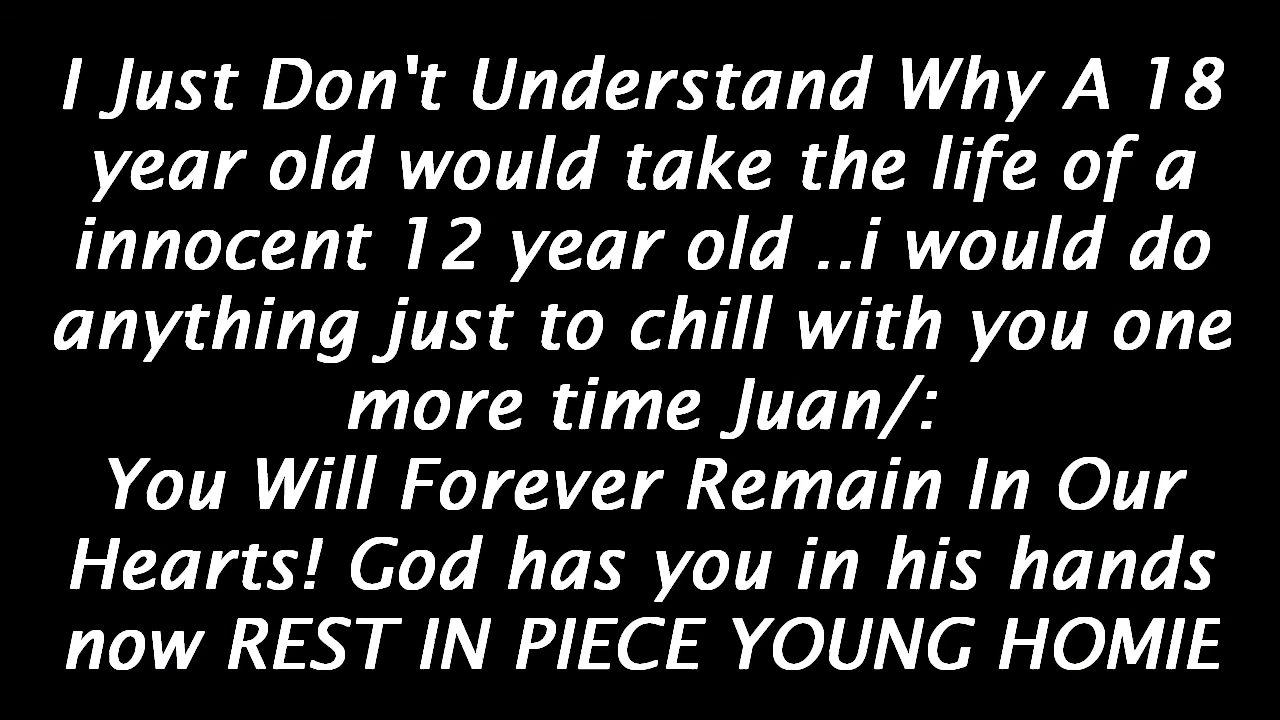 I Just Don't Understand Why A 18
year old would take the life of a
innocent 12 year old ..i would do
anything just to chill with you one
more time Juan/:
You Will Forever Remain In Our
Hearts! God has you in his hands
now REST IN PIECE YOUNG HOMIE